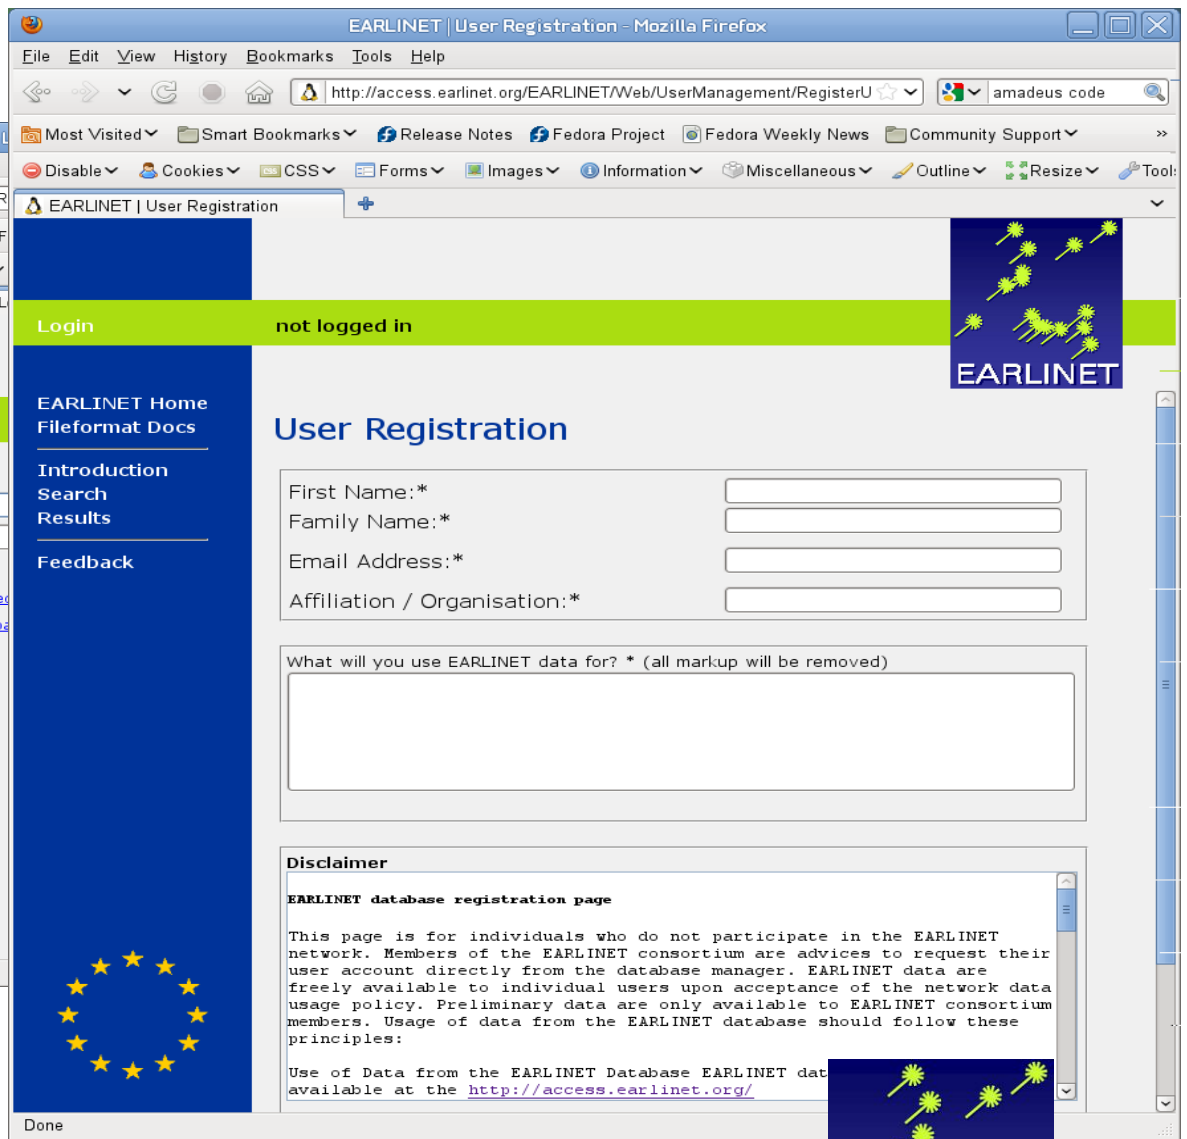 EARLINET | User Registration - Mozilla Firefox
File Edit View History Bookmarks Tools Help
http://access.earlinet.org/EARLINET/Web/UserManagement/RegisterU
amadeus code
Most Visited Smart Bookmarks Release Notes Fedora Project Fedora Weekly News Community Support »
Disable Cookies CSS Forms Images Information Miscellaneous Outline Resize Tools
EARLINET | User Registration
Login not logged in
EARLINET
EARLINET Home
Fileformat Docs
Introduction
Search
Results
Feedback
User Registration
First Name:*
Family Name:*
Email Address:*
Affiliation / Organisation:*
What will you use EARLINET data for? * (all markup will be removed)
Disclaimer
EARLINET database registration page
This page is for individuals who do not participate in the EARLINET
network. Members of the EARLINET consortium are advices to request their
user account directly from the database manager. EARLINET data are
freely available to individual users upon acceptance of the network data
usage policy. Preliminary data are only available to EARLINET consortium
members. Usage of data from the EARLINET database should follow these
principles:
Use of Data from the EARLINET Database EARLINET dat
available at the http://access.earlinet.org/
Done